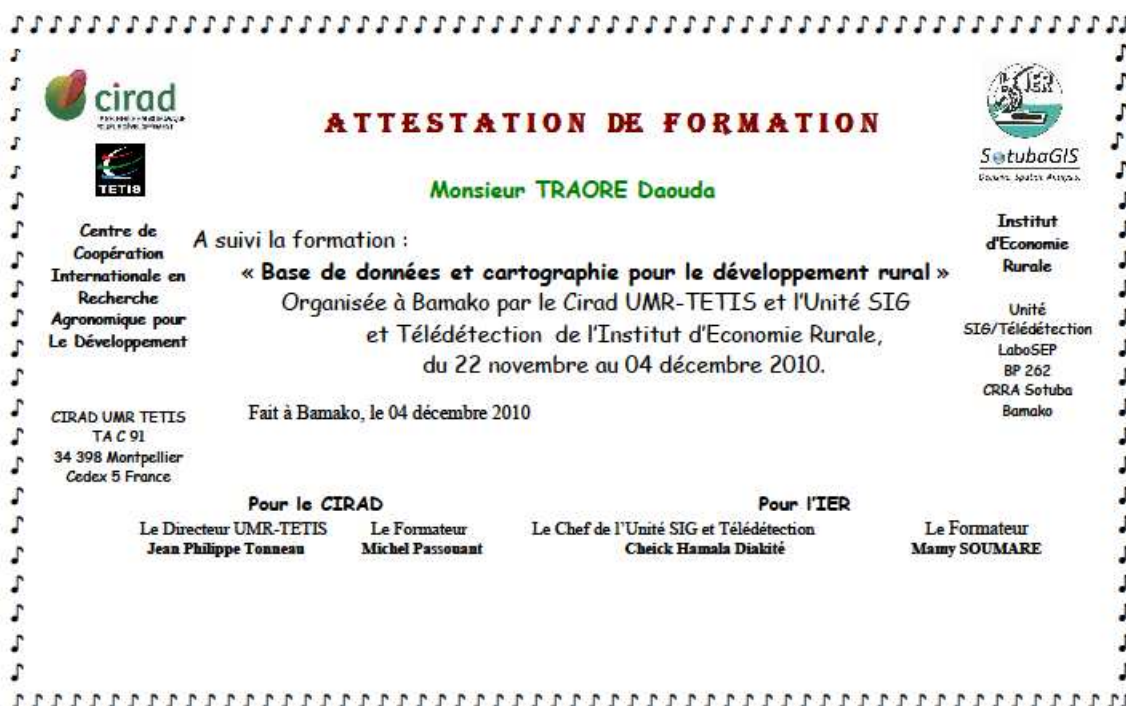 cirad
TETIS
Centre de
Coopération
Internationale en
Recherche
Agronomique pour
Le Développement
CIRAD UMR TETIS
TA C 91
34 398 Montpellier
Cedex 5 France
ATTESTATION DE FORMATION
Monsieur TRAORE Daouda
A suivi la formation :
« Base de données et cartographie pour le développement rural »
Organisée à Bamako par le Cirad UMR-TETIS et l'Unité SIG
et Télédétection de l'Institut d'Economie Rurale,
du 22 novembre au 04 décembre 2010.
Fait à Bamako, le 04 décembre 2010
IER
SotubaGIS
Institut
d'Economie
Rurale
Unité
SIG/Télédétection
LaboSEP
BP 262
CRRA Sotuba
Bamako
Pour le CIRAD
Le Directeur UMR-TETIS Le Formateur
Jean Philippe Tonneau Michel Passouant
Pour l'IER
Le Chef de l'Unité SIG et Télédétection Le Formateur
Cheick Hamala Diakité Mamy SOUMARE